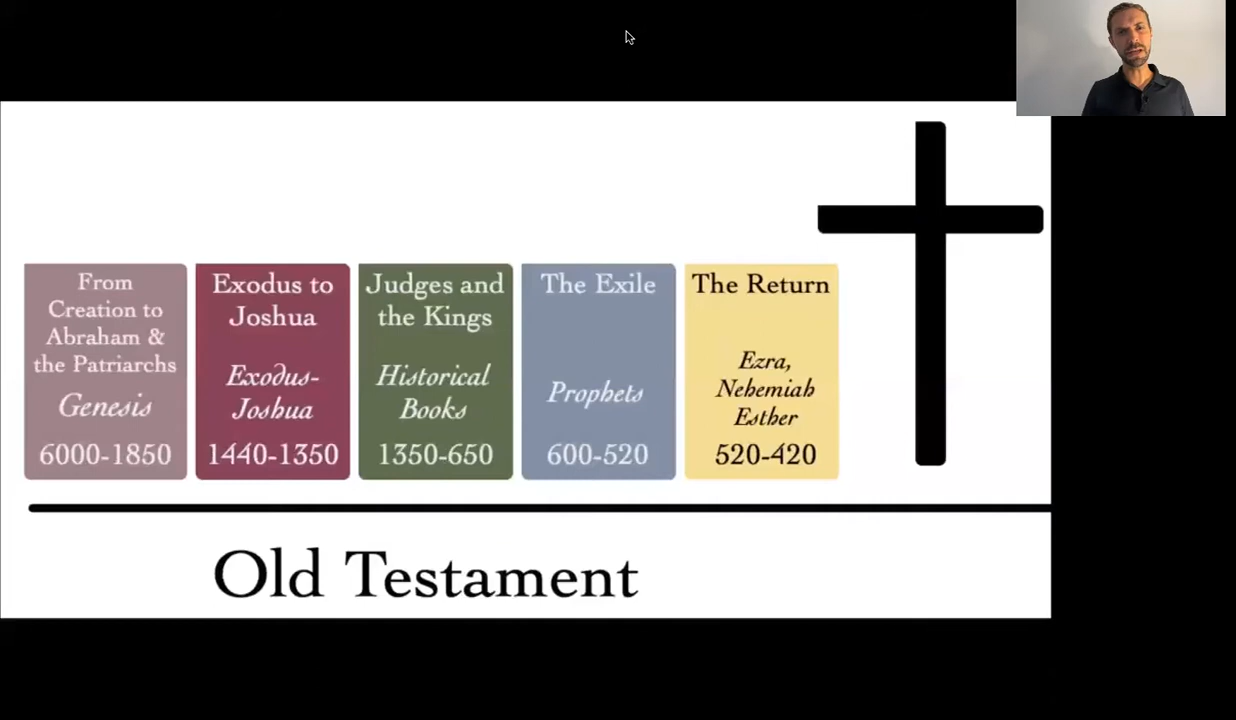 From
Creation to
Abraham &
the Patriarchs
Genesis
6000-1850
Exodus to
Joshua
Exodus-
Joshua
1440-1350
Judges and
the Kings
Historical
Books
1350-650
The Exile
Prophets
600-520
The Return
Ezra,
Nehemiah
Esther
520-420
Old Testament